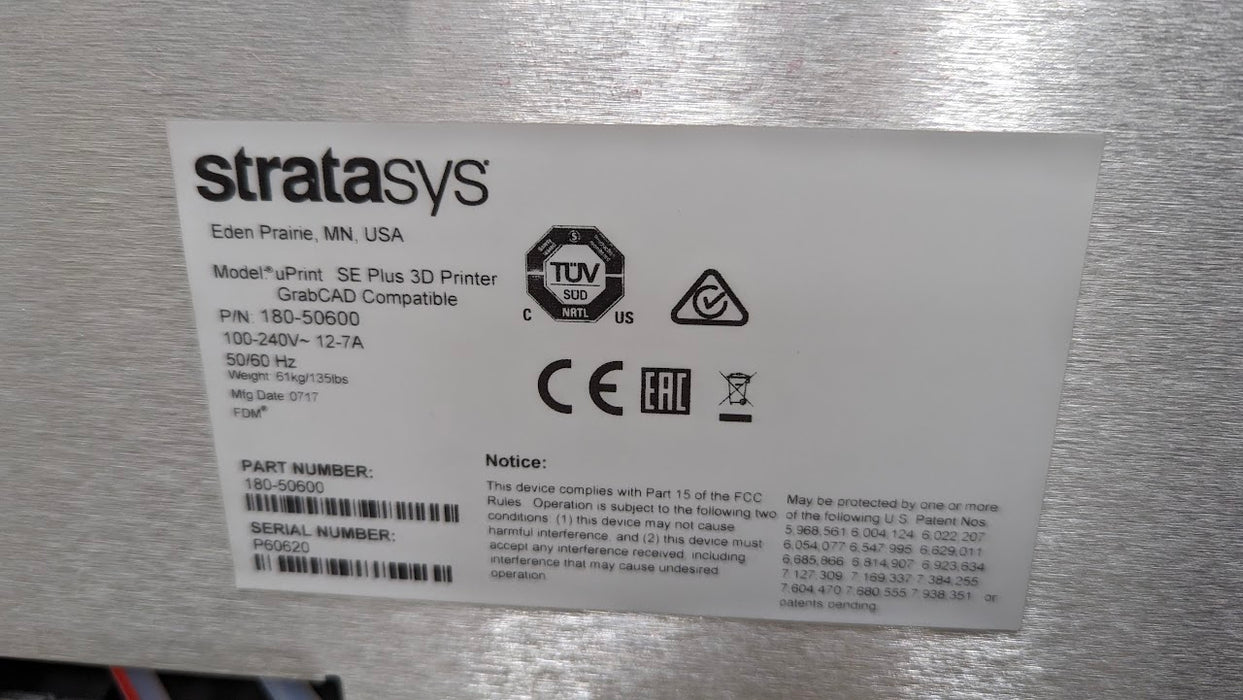 stratasys
Eden Prairie, MN, USA
Model: uPrint SE Plus 3D Printer
GrabCAD Compatible
P/N: 180-50600
100-240V~ 12-7A
50/60 Hz
Weight: 61kg/135lbs
Mfg Date: 0717
FDM®
TÜV
SÜD
NRTL
C US
CE EAC
PART NUMBER:
180-50600
SERIAL NUMBER:
P60620
Notice:
This device complies with Part 15 of the FCC
Rules. Operation is subject to the following two
conditions: (1) this device may not cause
harmful interference, and (2) this device must
accept any interference received, including
interference that may cause undesired
operation.
May be protected by one or more
of the following U.S. Patent Nos.
5,968,561 6,004,124 6,022,207
6,054,077 6,547,995 6,629,011
6,685,866 6,814,907 6,923,634
7,127,309 7,169,337 7,384,255
7,604,470 7,680,555 7,938,351 or
patents pending.